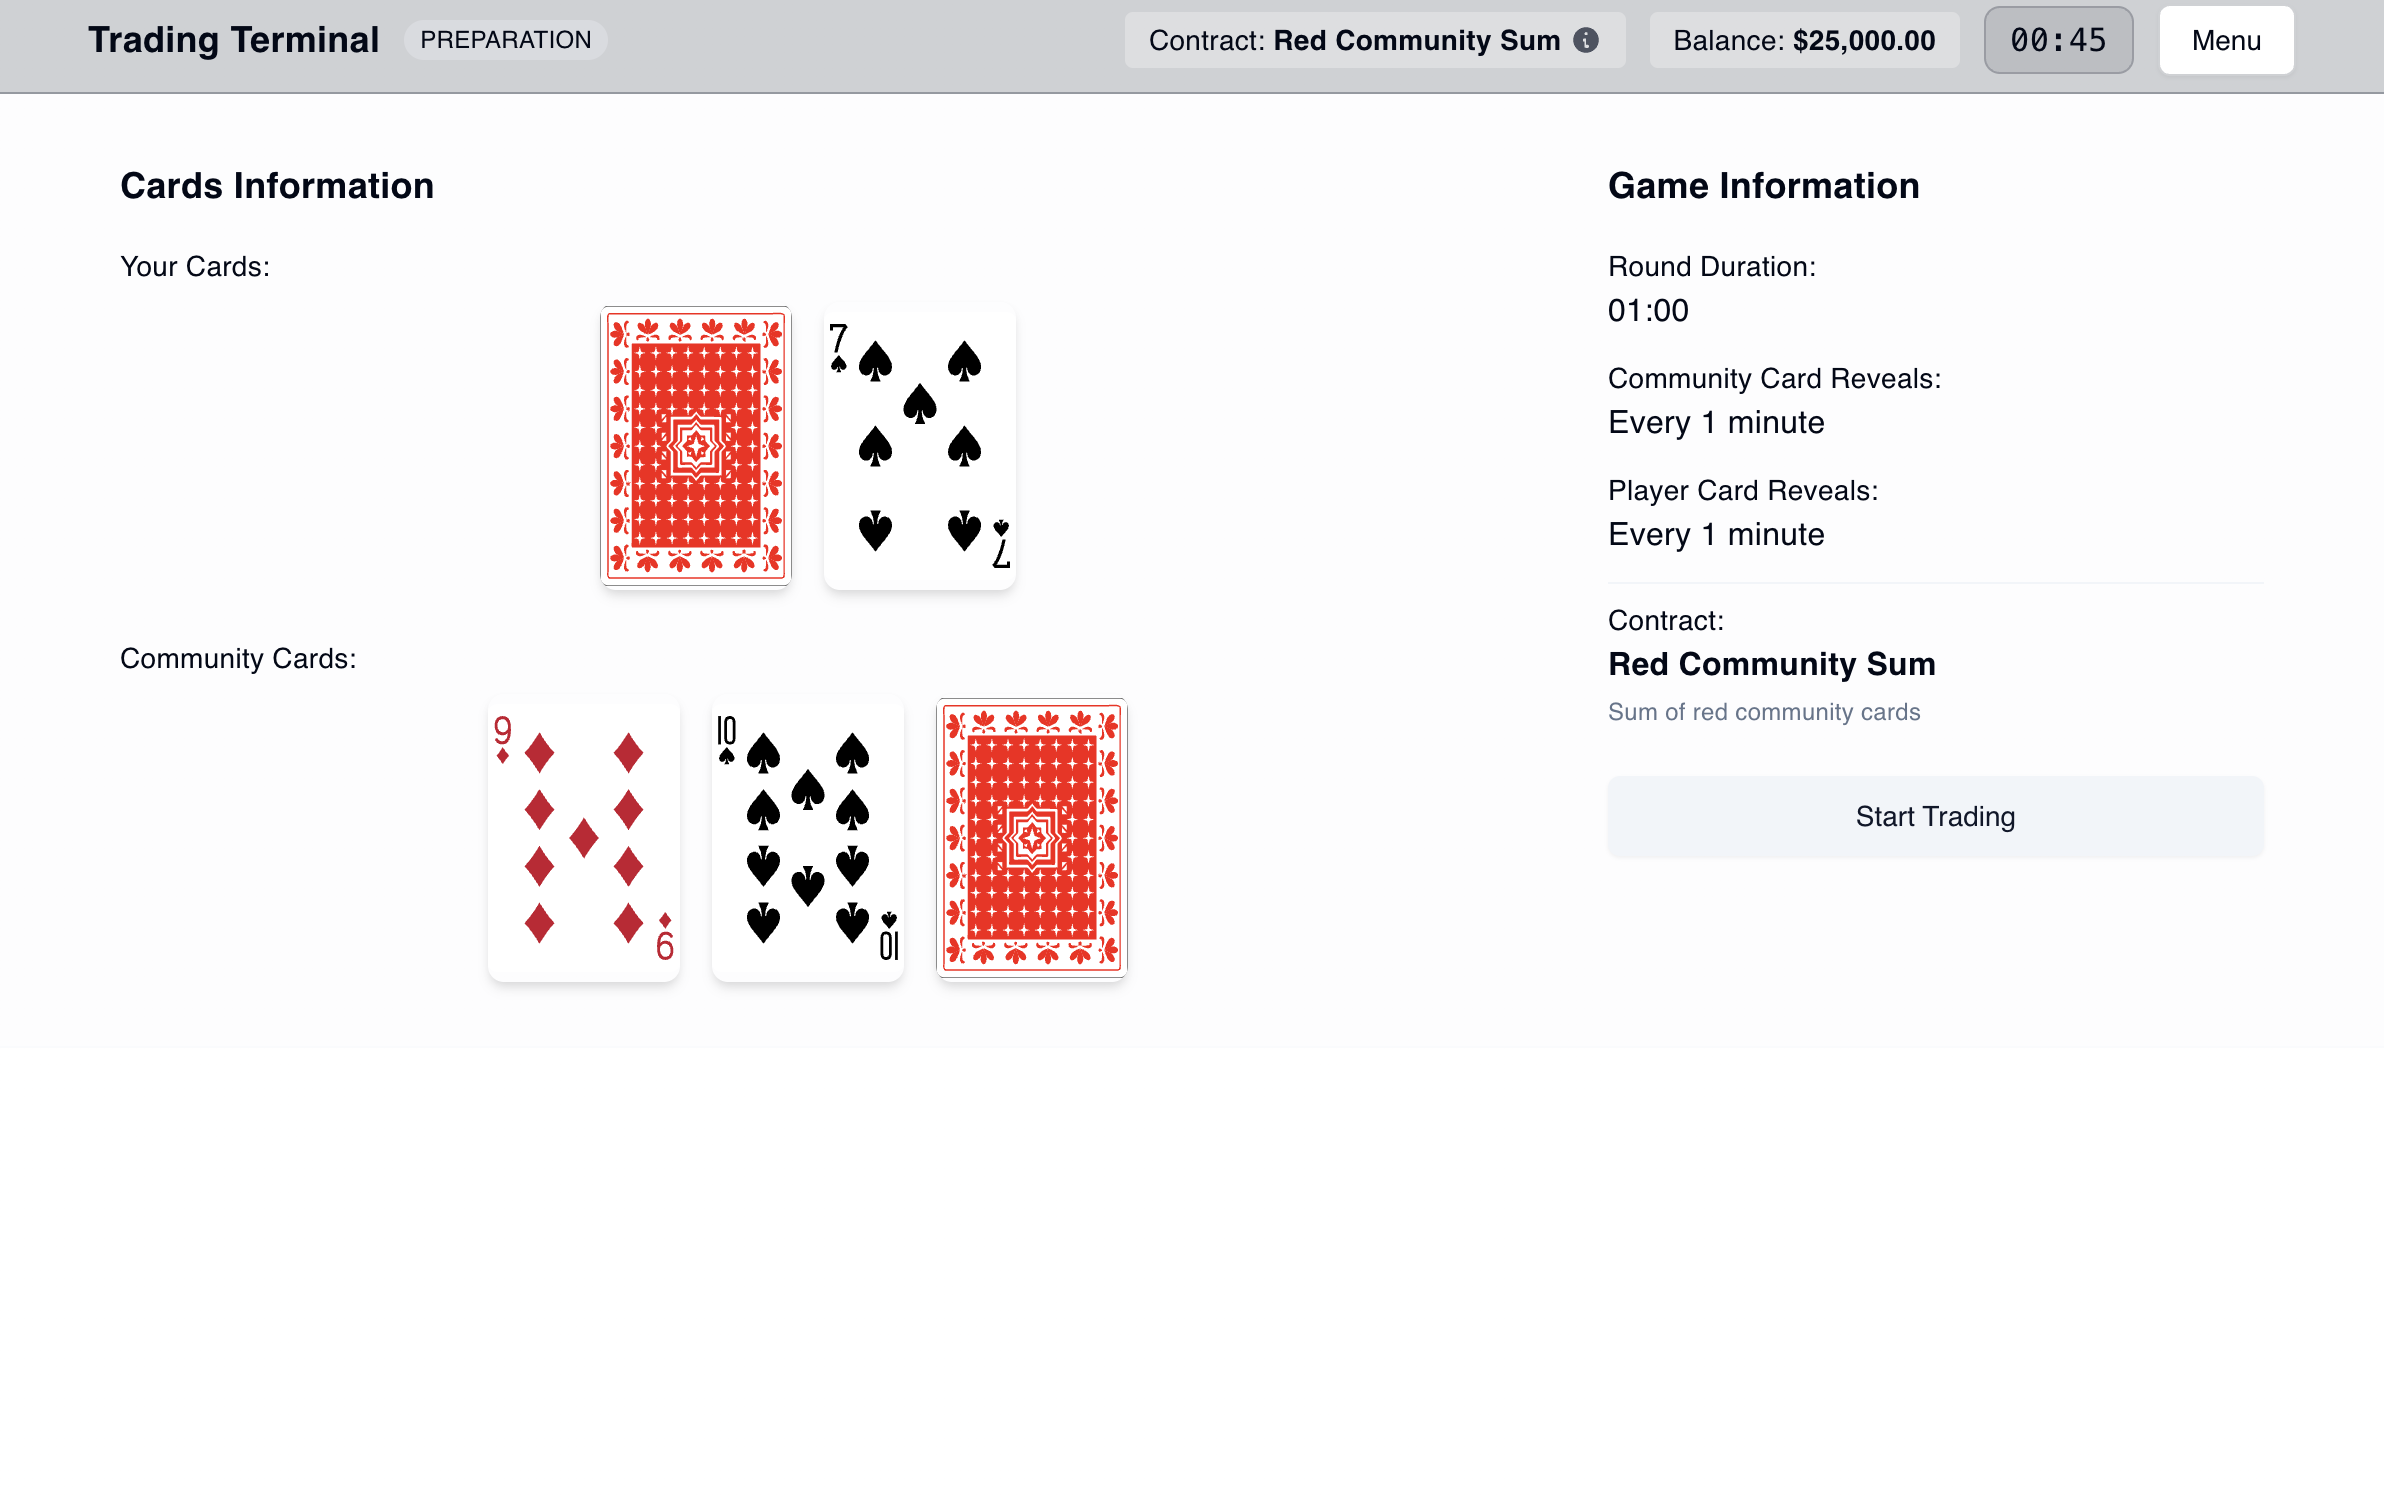 Trading Terminal PREPARATION Contract: Red Community Sum i Balance: $25,000.00 00:45 Menu
Cards Information
Your Cards:
7
7
Community Cards:
9 10
9 10
Game Information
Round Duration:
01:00
Community Card Reveals:
Every 1 minute
Player Card Reveals:
Every 1 minute
Contract:
Red Community Sum
Sum of red community cards
Start Trading